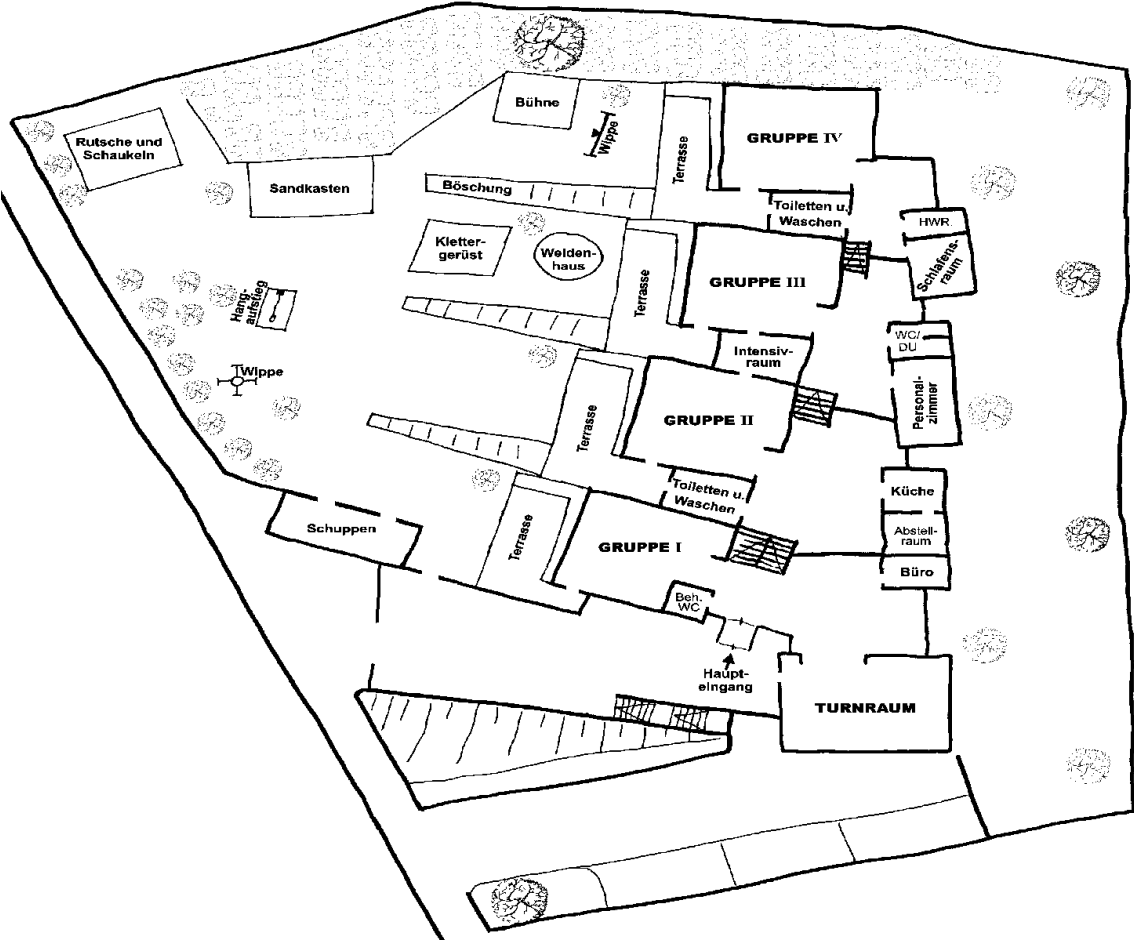 Bühne
Wippe
GRUPPE IV
Rutsche und
Schaukeln
Terrasse
Sandkasten
Böschung
Toiletten u.
Waschen
HWR.
Kletter-
gerüst
Weiden-
haus
Schlafens-
raum
Terrasse
GRUPPE III
Hang-
aufstieg
WC/
DU
Intensiv-
raum
Wippe
Personal-
zimmer
Terrasse
GRUPPE II
Toiletten u.
Waschen
Küche
Schuppen
Terrasse
GRUPPE I
Abstell-
raum
Büro
Beh.
WC
Haupt-
eingang
TURNRAUM